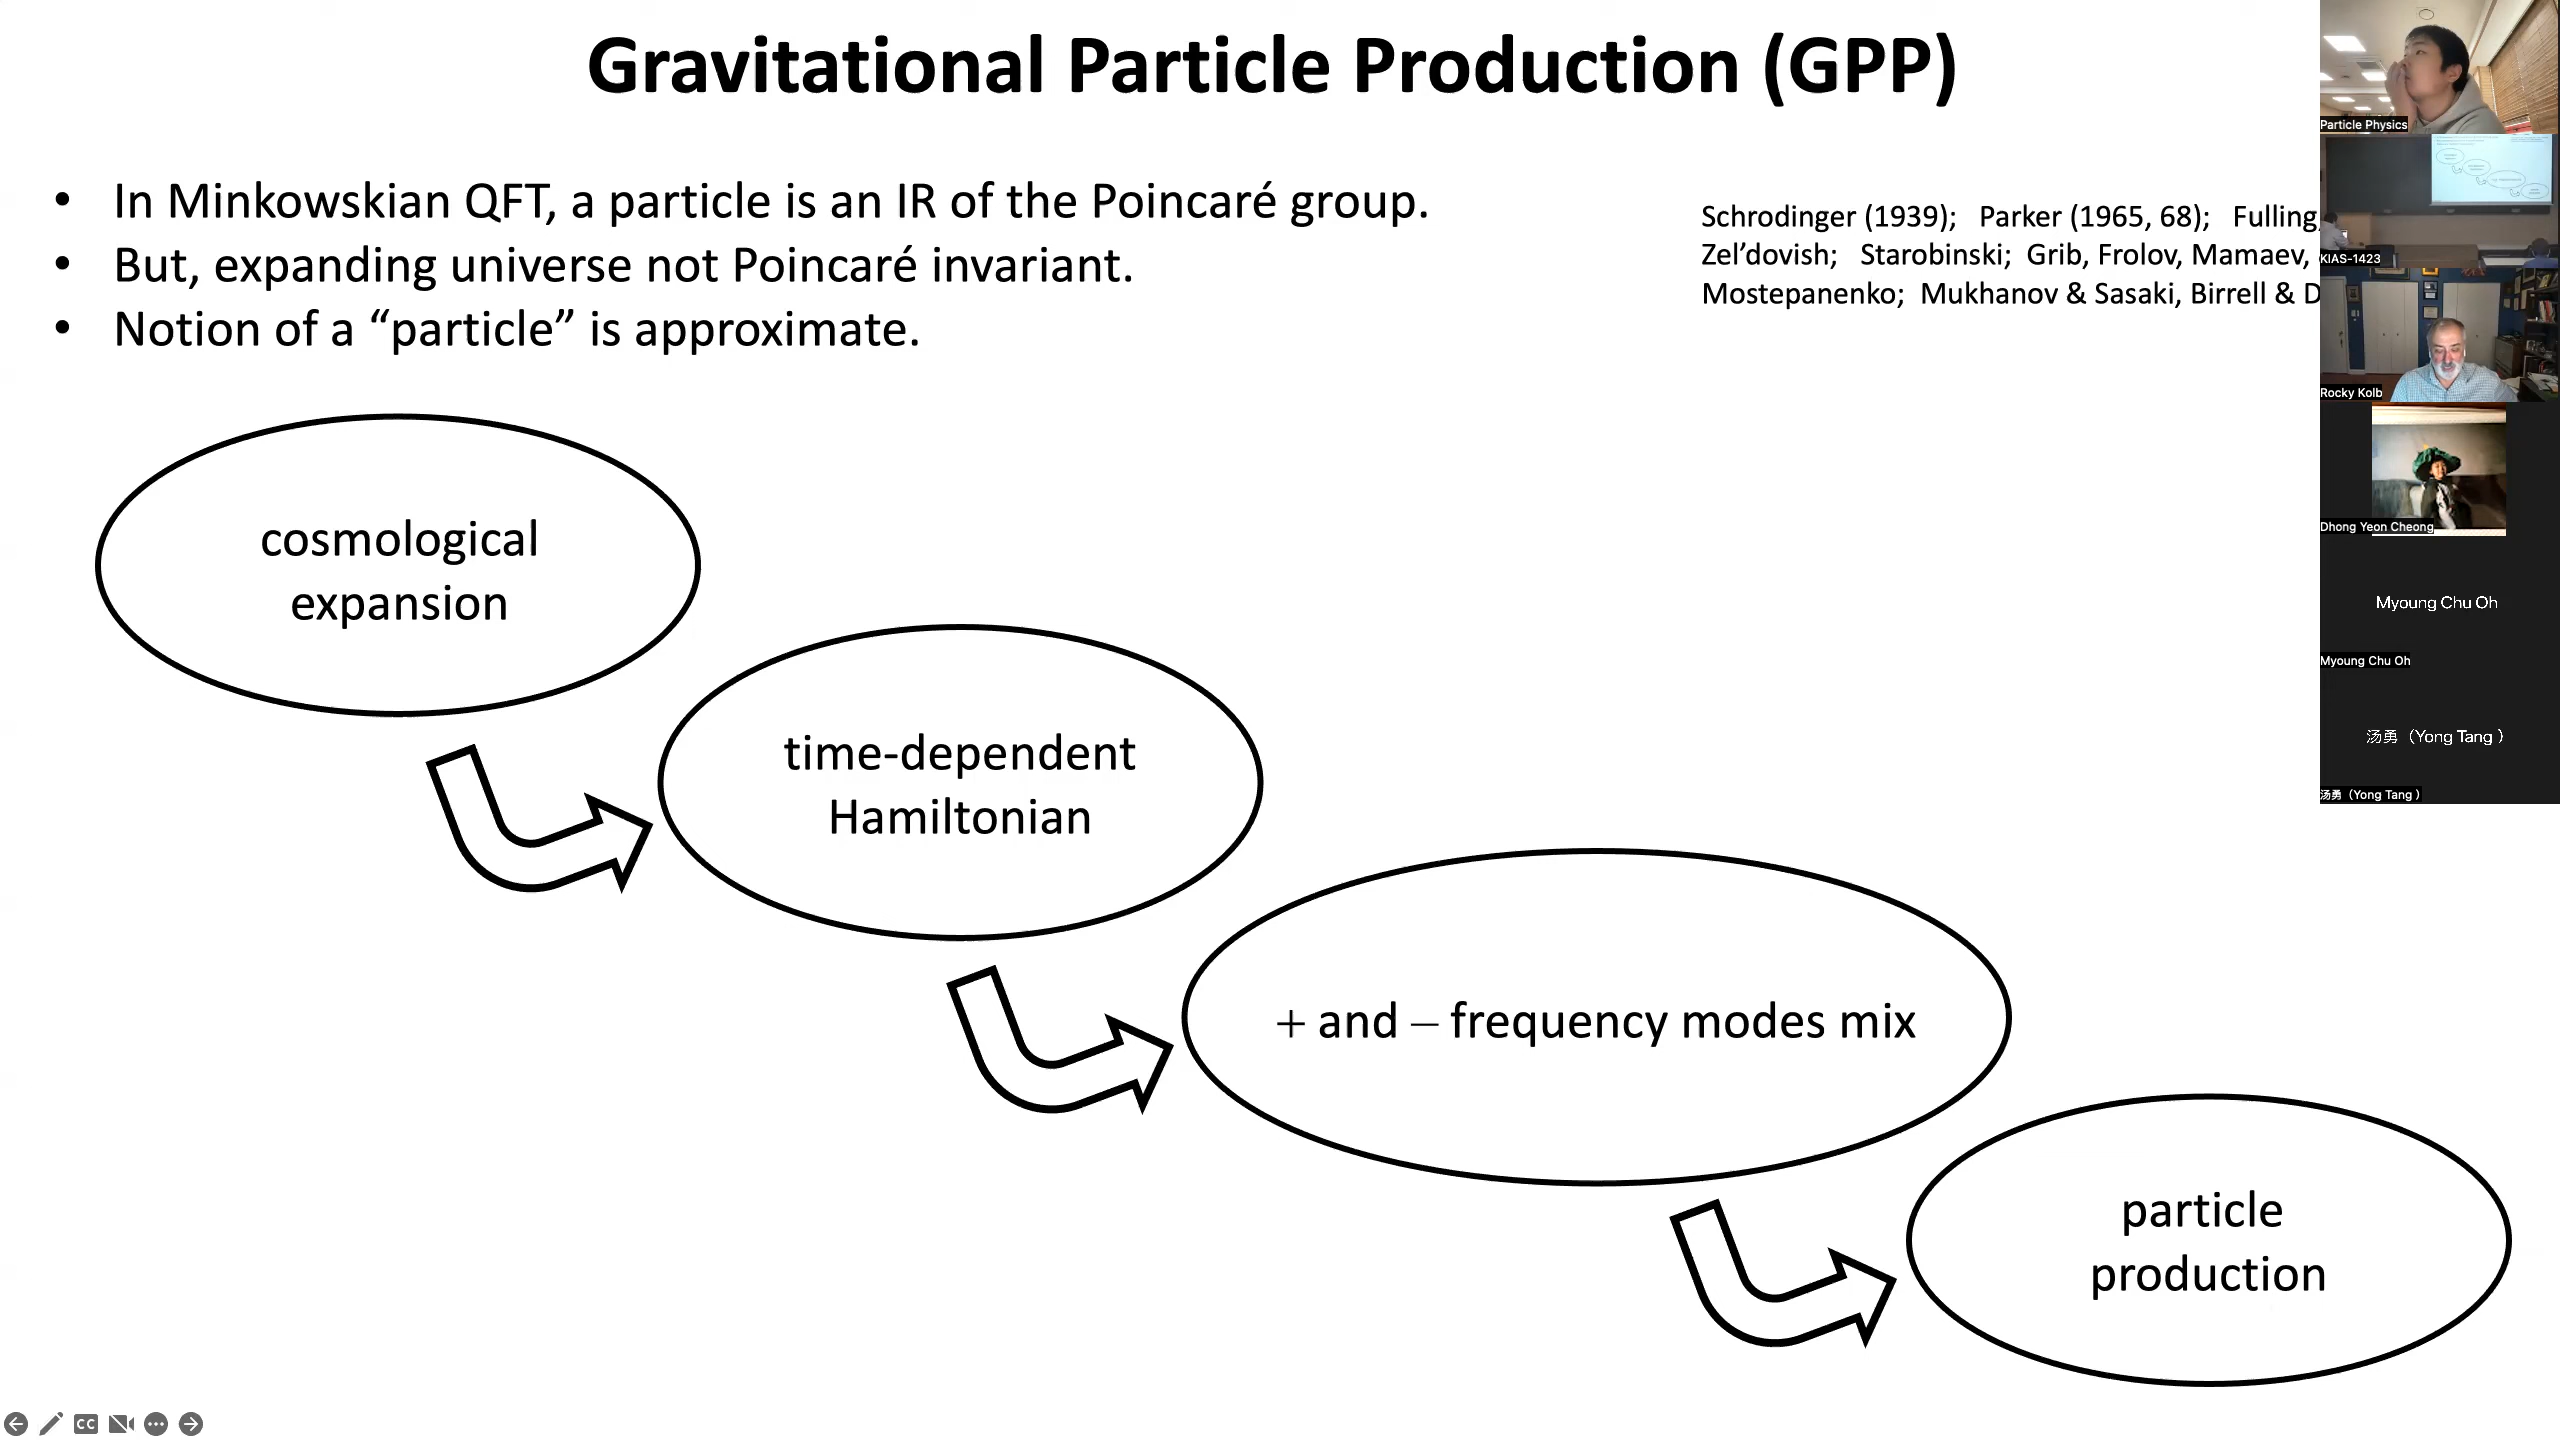 Gravitational Particle Production (GPP)
• In Minkowskian QFT, a particle is an IR of the Poincaré group.
• But, expanding universe not Poincaré invariant.
• Notion of a “particle” is approximate.
Schrodinger (1939); Parker (1965, 68); Fulling,
Zel’dovish; Starobinski; Grib, Frolov, Mamaev,
Mostepanenko; Mukhanov & Sasaki, Birrell & D
cosmological
expansion
time-dependent
Hamiltonian
+ and – frequency modes mix
particle
production
Particle Physics
KIAS-1423
Rocky Kolb
Dhong Yeon Cheong
Myoung Chu Oh
Myoung Chu Oh
汤勇（Yong Tang ）
汤勇（Yong Tang ）
CC